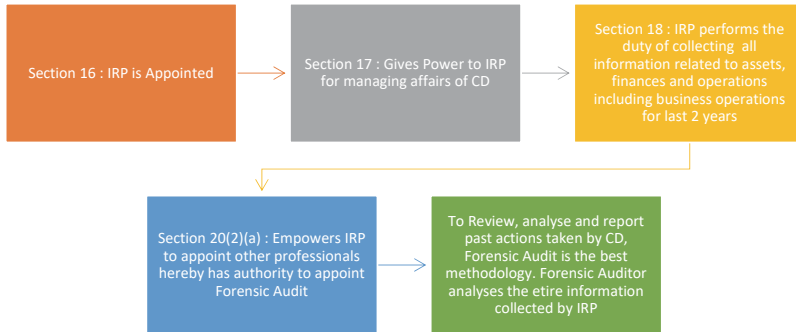 Section 16 : IRP is Appointed
Section 17 : Gives Power to IRP
for managing affairs of CD
Section 18 : IRP performs the
duty of collecting all
information related to assets,
finances and operations
including business operations
for last 2 years
Section 20(2)(a) : Empowers IRP
to appoint other professionals
hereby has authority to appoint
Forensic Audit
To Review, analyse and report
past actions taken by CD,
Forensic Audit is the best
methodology. Forensic Auditor
analyses the etire information
collected by IRP